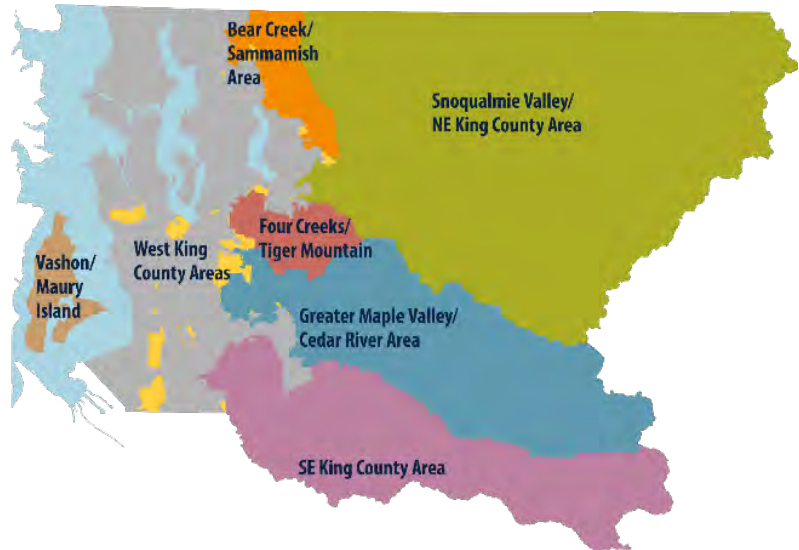 Bear Creek/
Sammamish
Area
Snoqualmie Valley/
NE King County Area
Four Creeks/
Tiger Mountain
West King
County Areas
Vashon/
Maury
Island
Greater Maple Valley/
Cedar River Area
SE King County Area